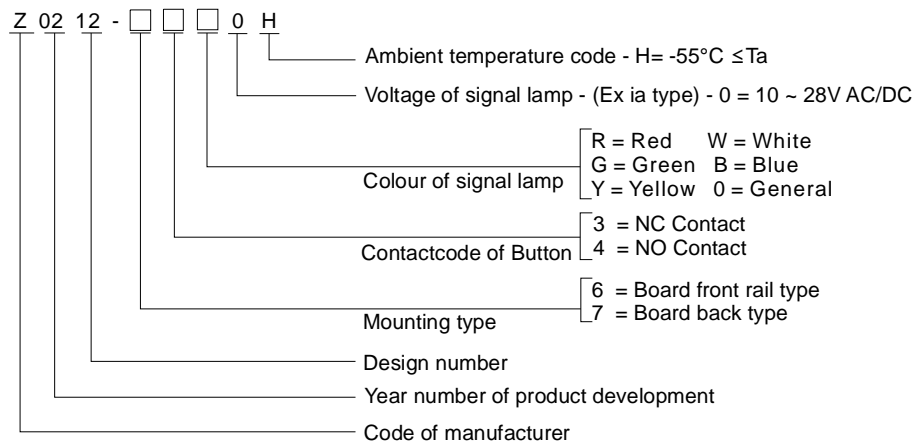 Z 02 12 - □ □ □ 0 H
Ambient temperature code - H= -55°C ≤Ta
Voltage of signal lamp - (Ex ia type) - 0 = 10 ~ 28V AC/DC
R = Red W = White
G = Green B = Blue
Colour of signal lamp
Y = Yellow 0 = General
3 = NC Contact
Contactcode of Button
4 = NO Contact
6 = Board front rail type
7 = Board back type
Mounting type
Design number
Year number of product development
Code of manufacturer